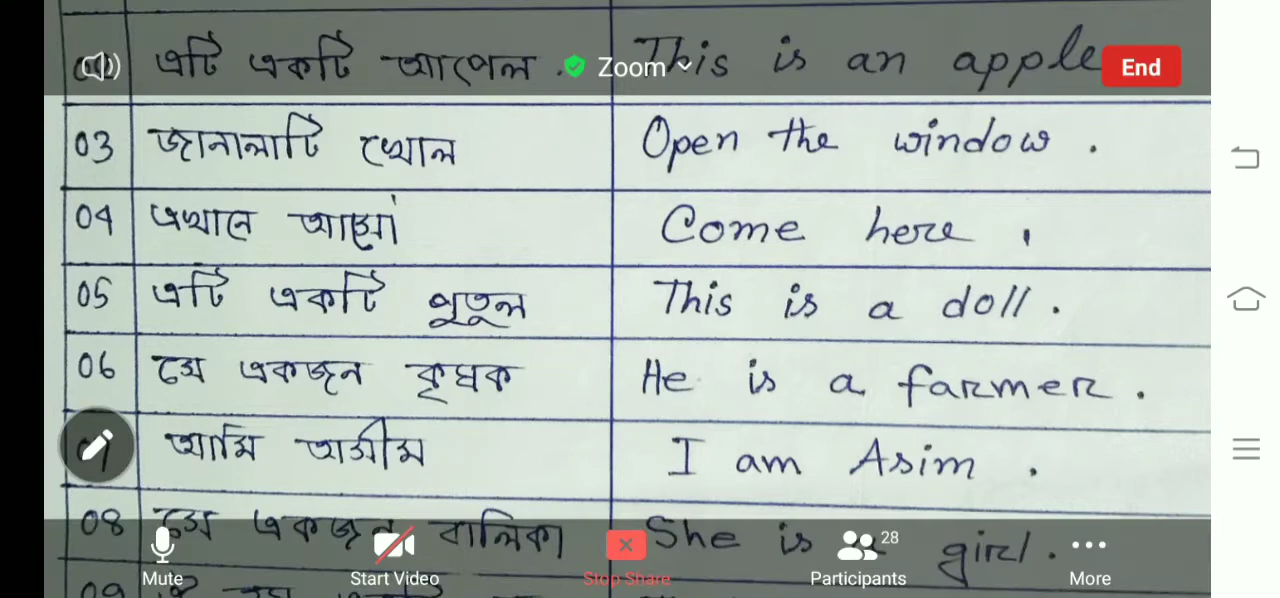 এটি একটি আপেল . This is an apple
Zoom
End
03 জানালাটি খোল Open the window .
04 এখানে আসো Come here .
05 এটি একটি পুতুল This is a doll .
06 সে একজন কৃষক He is a farmer .
আমি অসীম I am Asim .
08 সে একজন বালিকা She is a girl .
28
Mute Start Video Stop Share Participants More
09